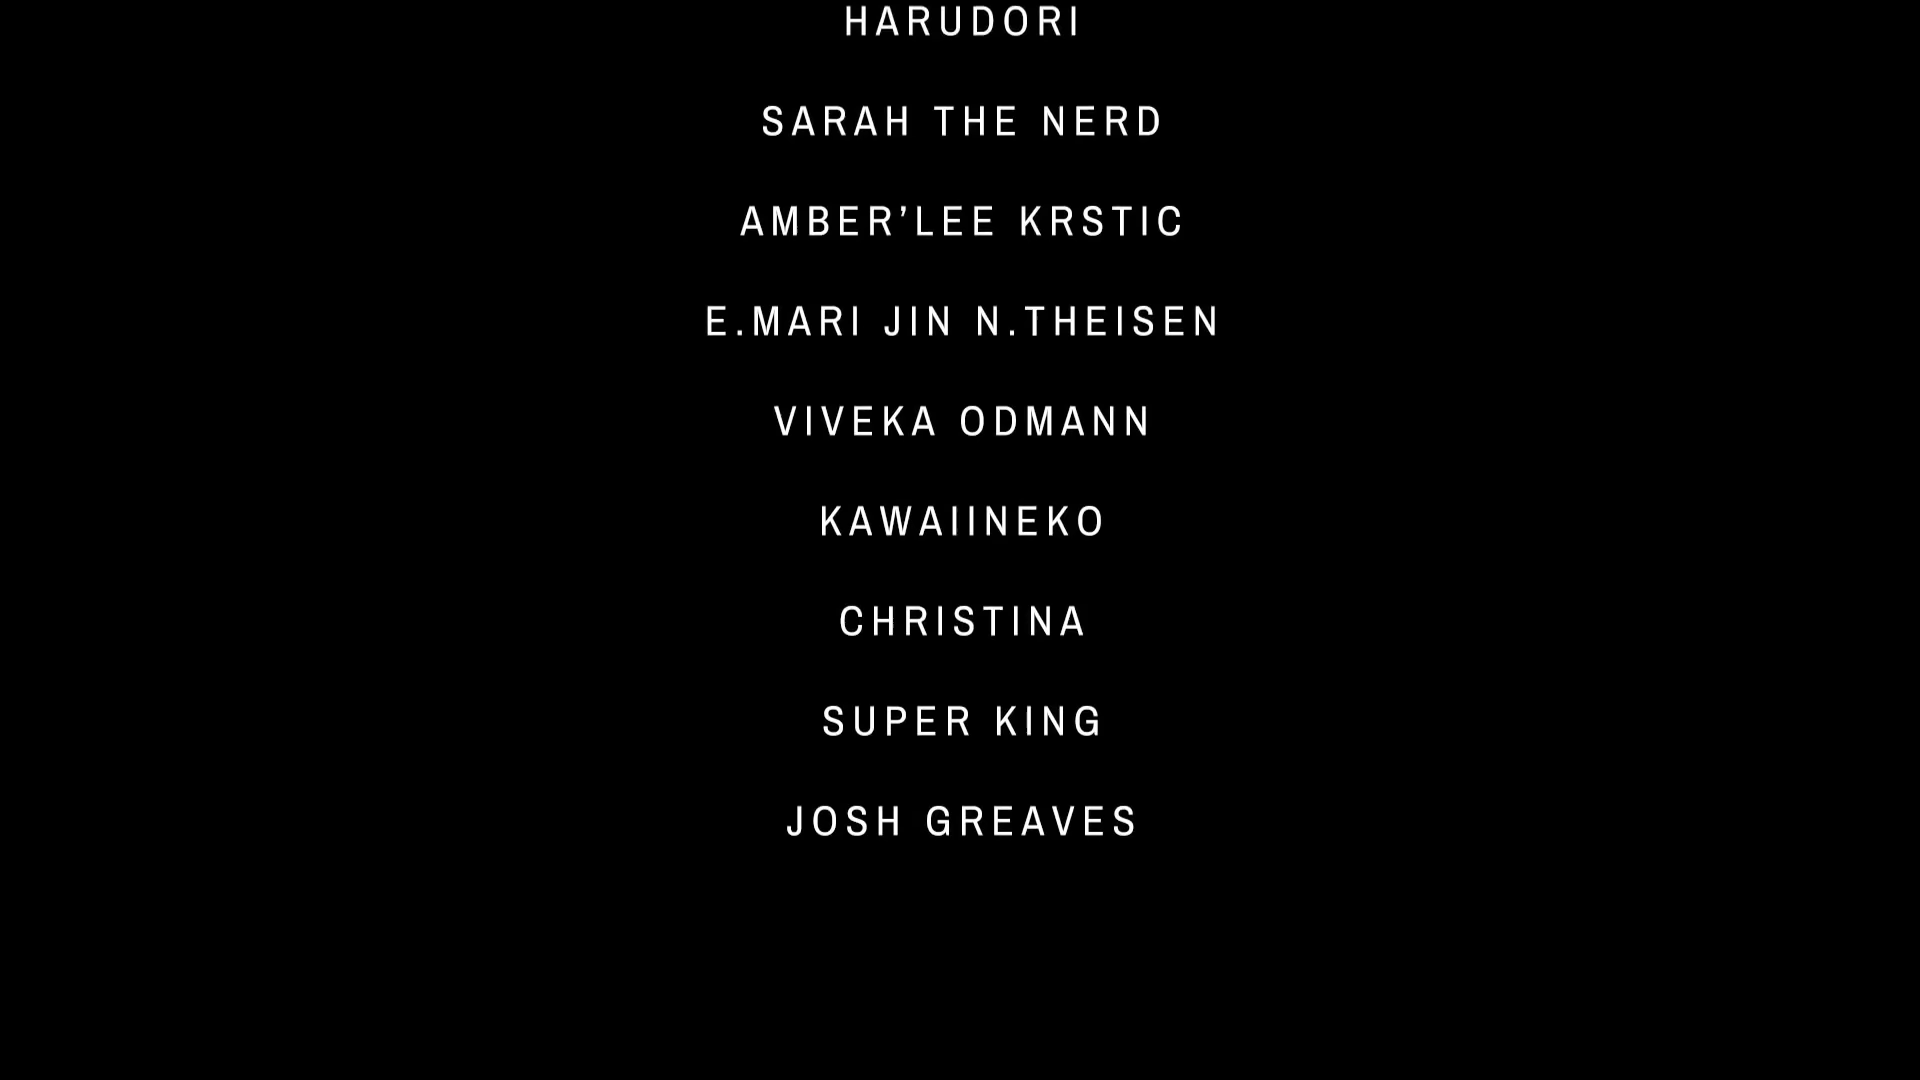 HARUDORI
SARAH THE NERD
AMBER’LEE KRSTIC
E.MARI JIN N.THEISEN
VIVEKA ODMANN
KAWAIINEKO
CHRISTINA
SUPER KING
JOSH GREAVES